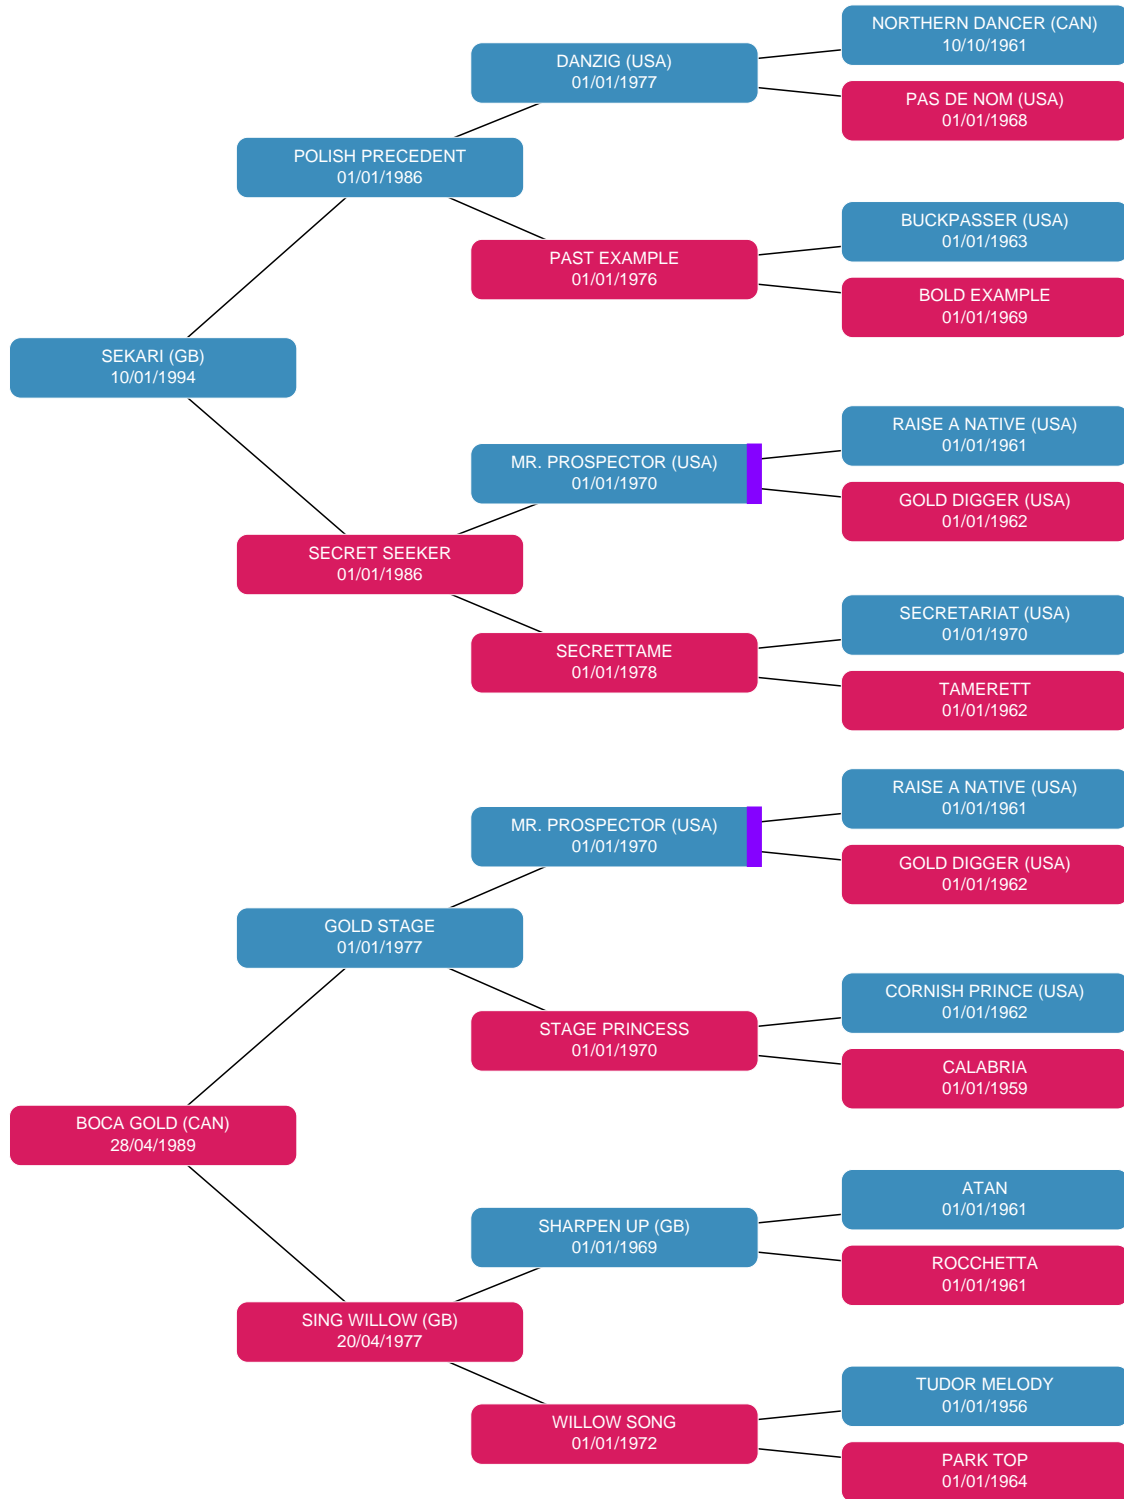 NORTHERN DANCER (CAN)
10/10/1961
DANZIG (USA)
01/01/1977
PAS DE NOM (USA)
01/01/1968
POLISH PRECEDENT
01/01/1986
BUCKPASSER (USA)
01/01/1963
PAST EXAMPLE
01/01/1976
BOLD EXAMPLE
01/01/1969
SEKARI (GB)
10/01/1994
RAISE A NATIVE (USA)
01/01/1961
MR. PROSPECTOR (USA)
01/01/1970
GOLD DIGGER (USA)
01/01/1962
SECRET SEEKER
01/01/1986
SECRETARIAT (USA)
01/01/1970
SECRETTAME
01/01/1978
TAMERETT
01/01/1962
RAISE A NATIVE (USA)
01/01/1961
MR. PROSPECTOR (USA)
01/01/1970
GOLD DIGGER (USA)
01/01/1962
GOLD STAGE
01/01/1977
CORNISH PRINCE (USA)
01/01/1962
STAGE PRINCESS
01/01/1970
CALABRIA
01/01/1959
BOCA GOLD (CAN)
28/04/1989
ATAN
01/01/1961
SHARPEN UP (GB)
01/01/1969
ROCCHETTA
01/01/1961
SING WILLOW (GB)
20/04/1977
TUDOR MELODY
01/01/1956
WILLOW SONG
01/01/1972
PARK TOP
01/01/1964